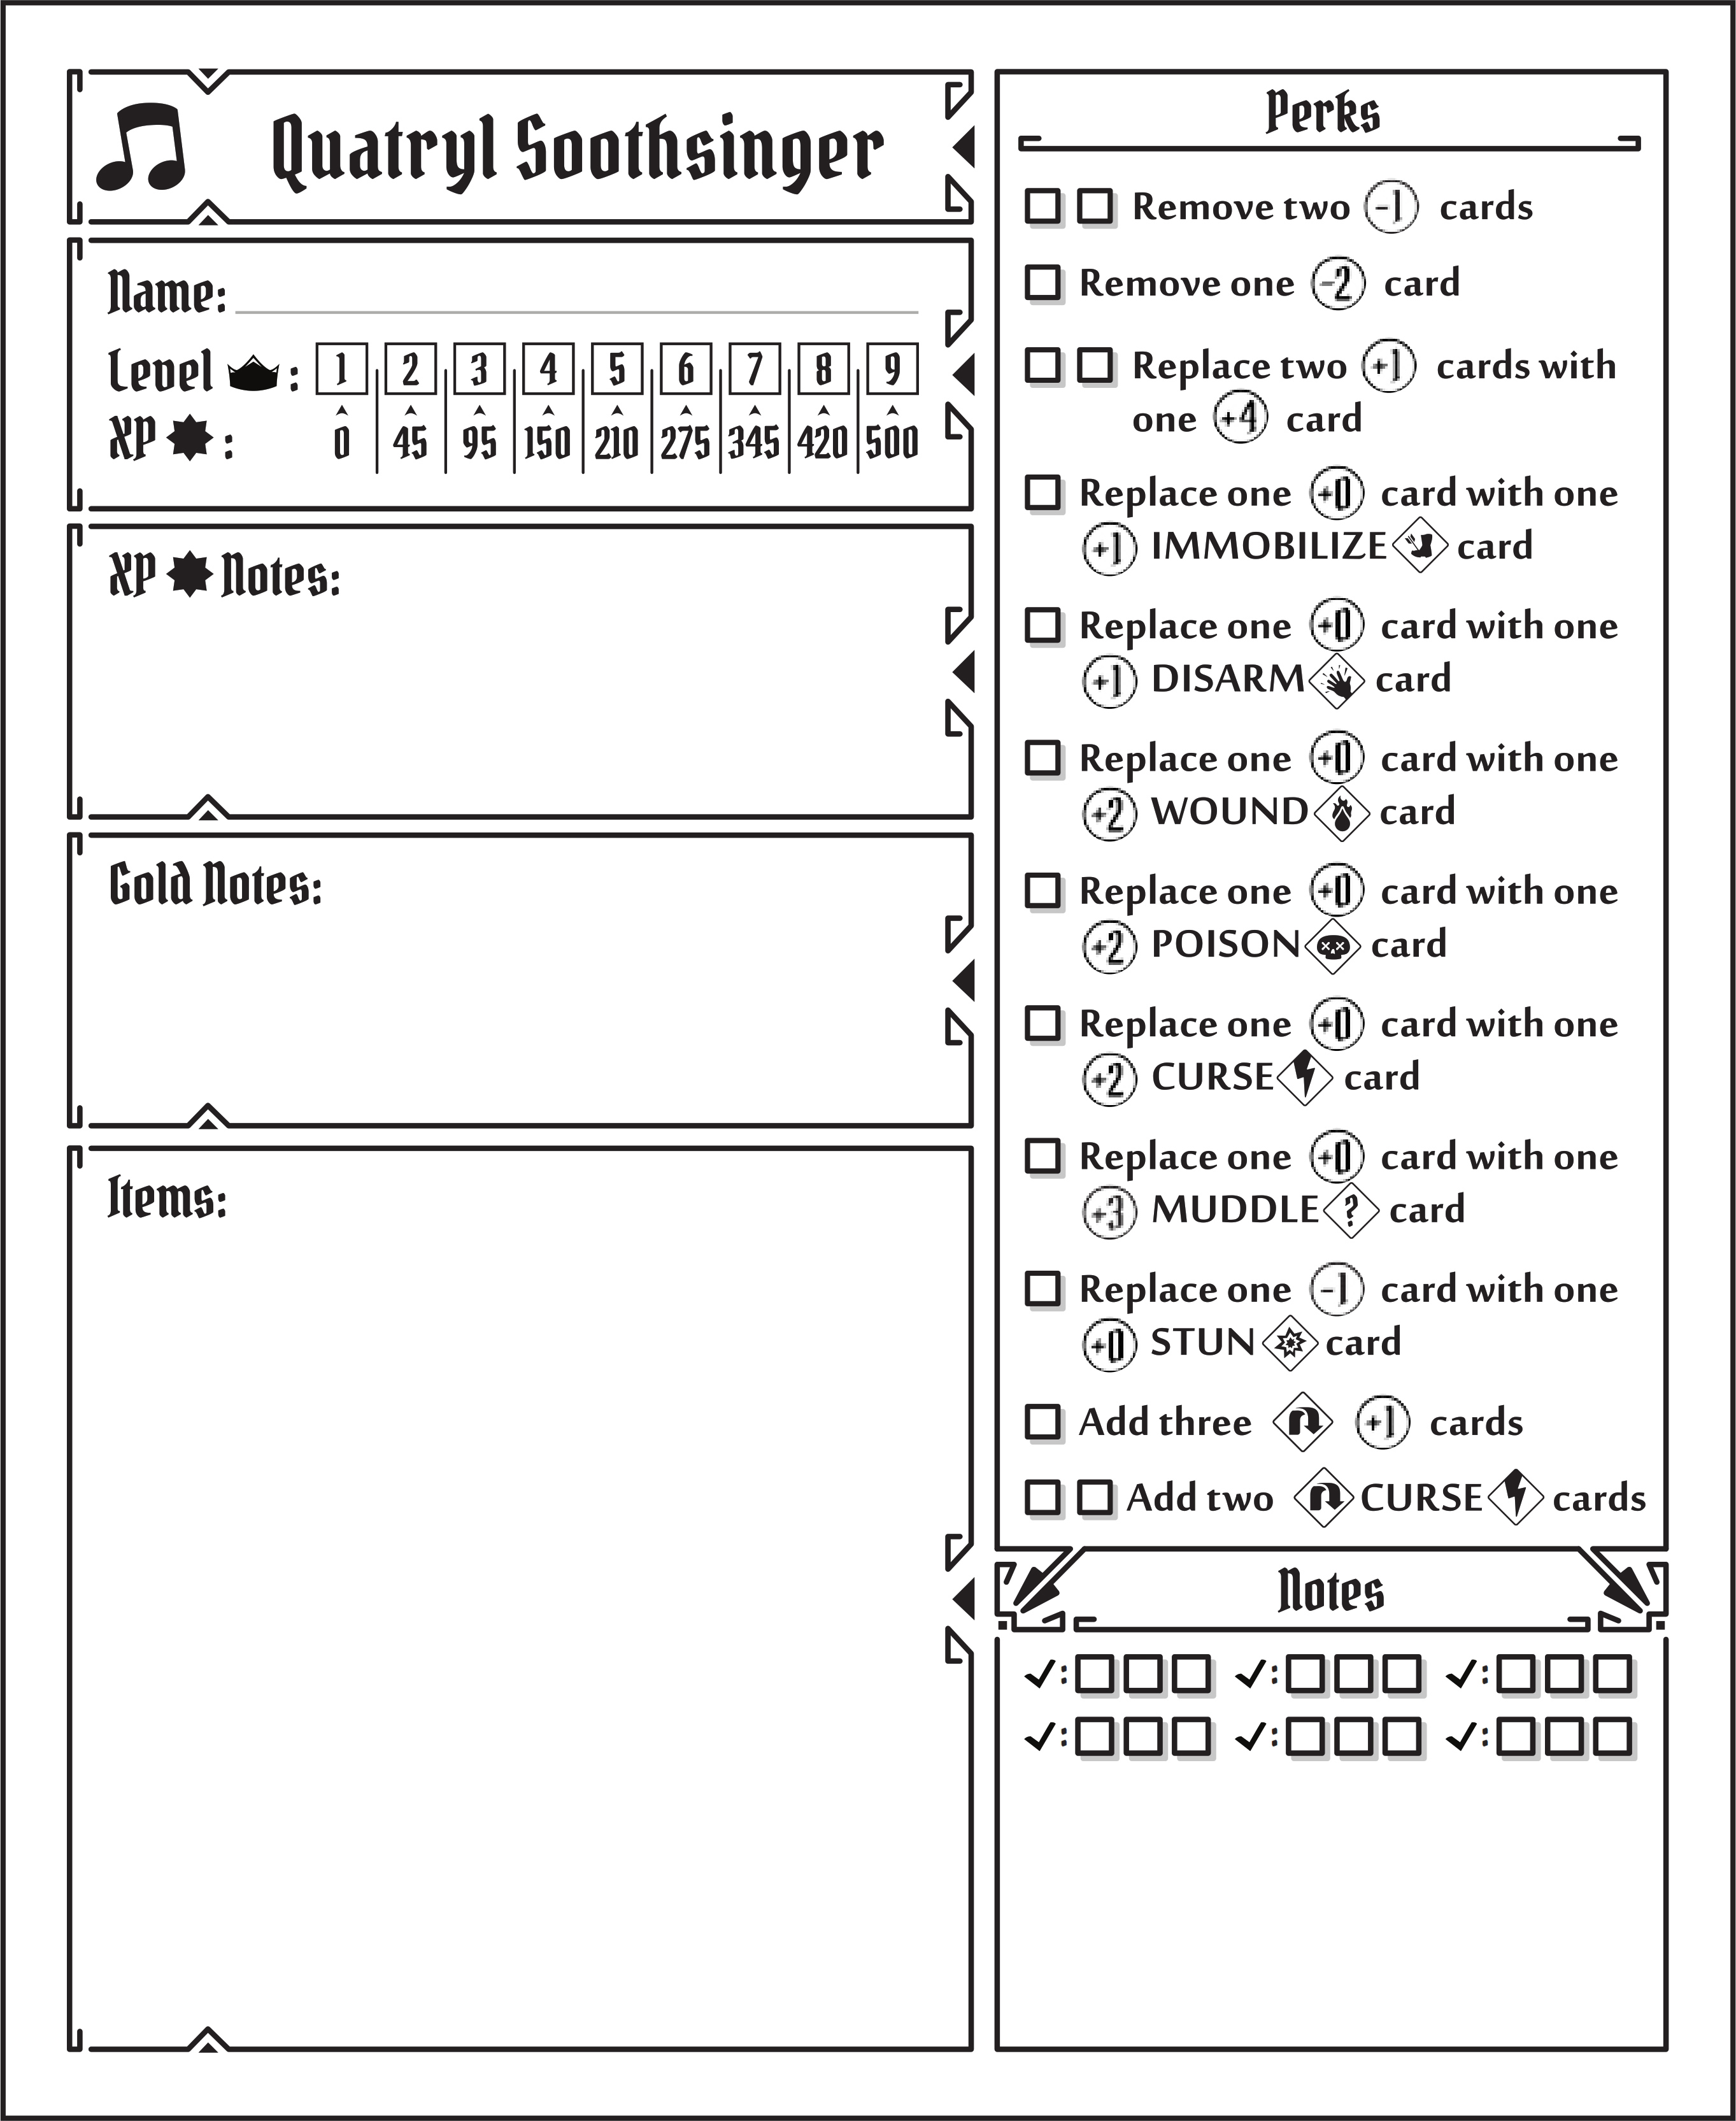 Quatryl Soothsinger
Name:
Level : 1 2 3 4 5 6 7 8 9
XP : 0 45 95 150 210 275 345 420 500
XP Notes:
Gold Notes:
Items:
Perks
Remove two -1 cards
Remove one -2 card
Replace two +1 cards with
one +4 card
Replace one +0 card with one
+1 IMMOBILIZE card
Replace one +0 card with one
+1 DISARM card
Replace one +0 card with one
+2 WOUND card
Replace one +0 card with one
+2 POISON card
Replace one +0 card with one
+2 CURSE card
Replace one +0 card with one
+3 MUDDLE ? card
Replace one -1 card with one
+0 STUN card
Add three +1 cards
Add two CURSE cards
Notes
✓: ✓: ✓:
✓: ✓: ✓: